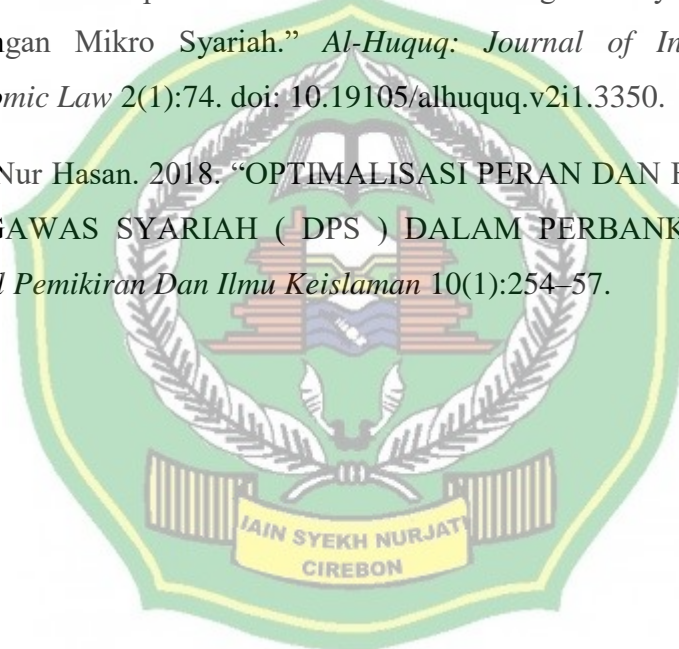 ngan Mikro Syariah.” Al-Huquq: Journal of In
omic Law 2(1):74. doi: 10.19105/alhuquq.v2i1.3350.
Nur Hasan. 2018. “OPTIMALISASI PERAN DAN
GAWAS SYARIAH ( DPS ) DALAM PERBANK
l Pemikiran Dan Ilmu Keislaman 10(1):254–57.
IAIN SYEKH NURJATI
CIREBON